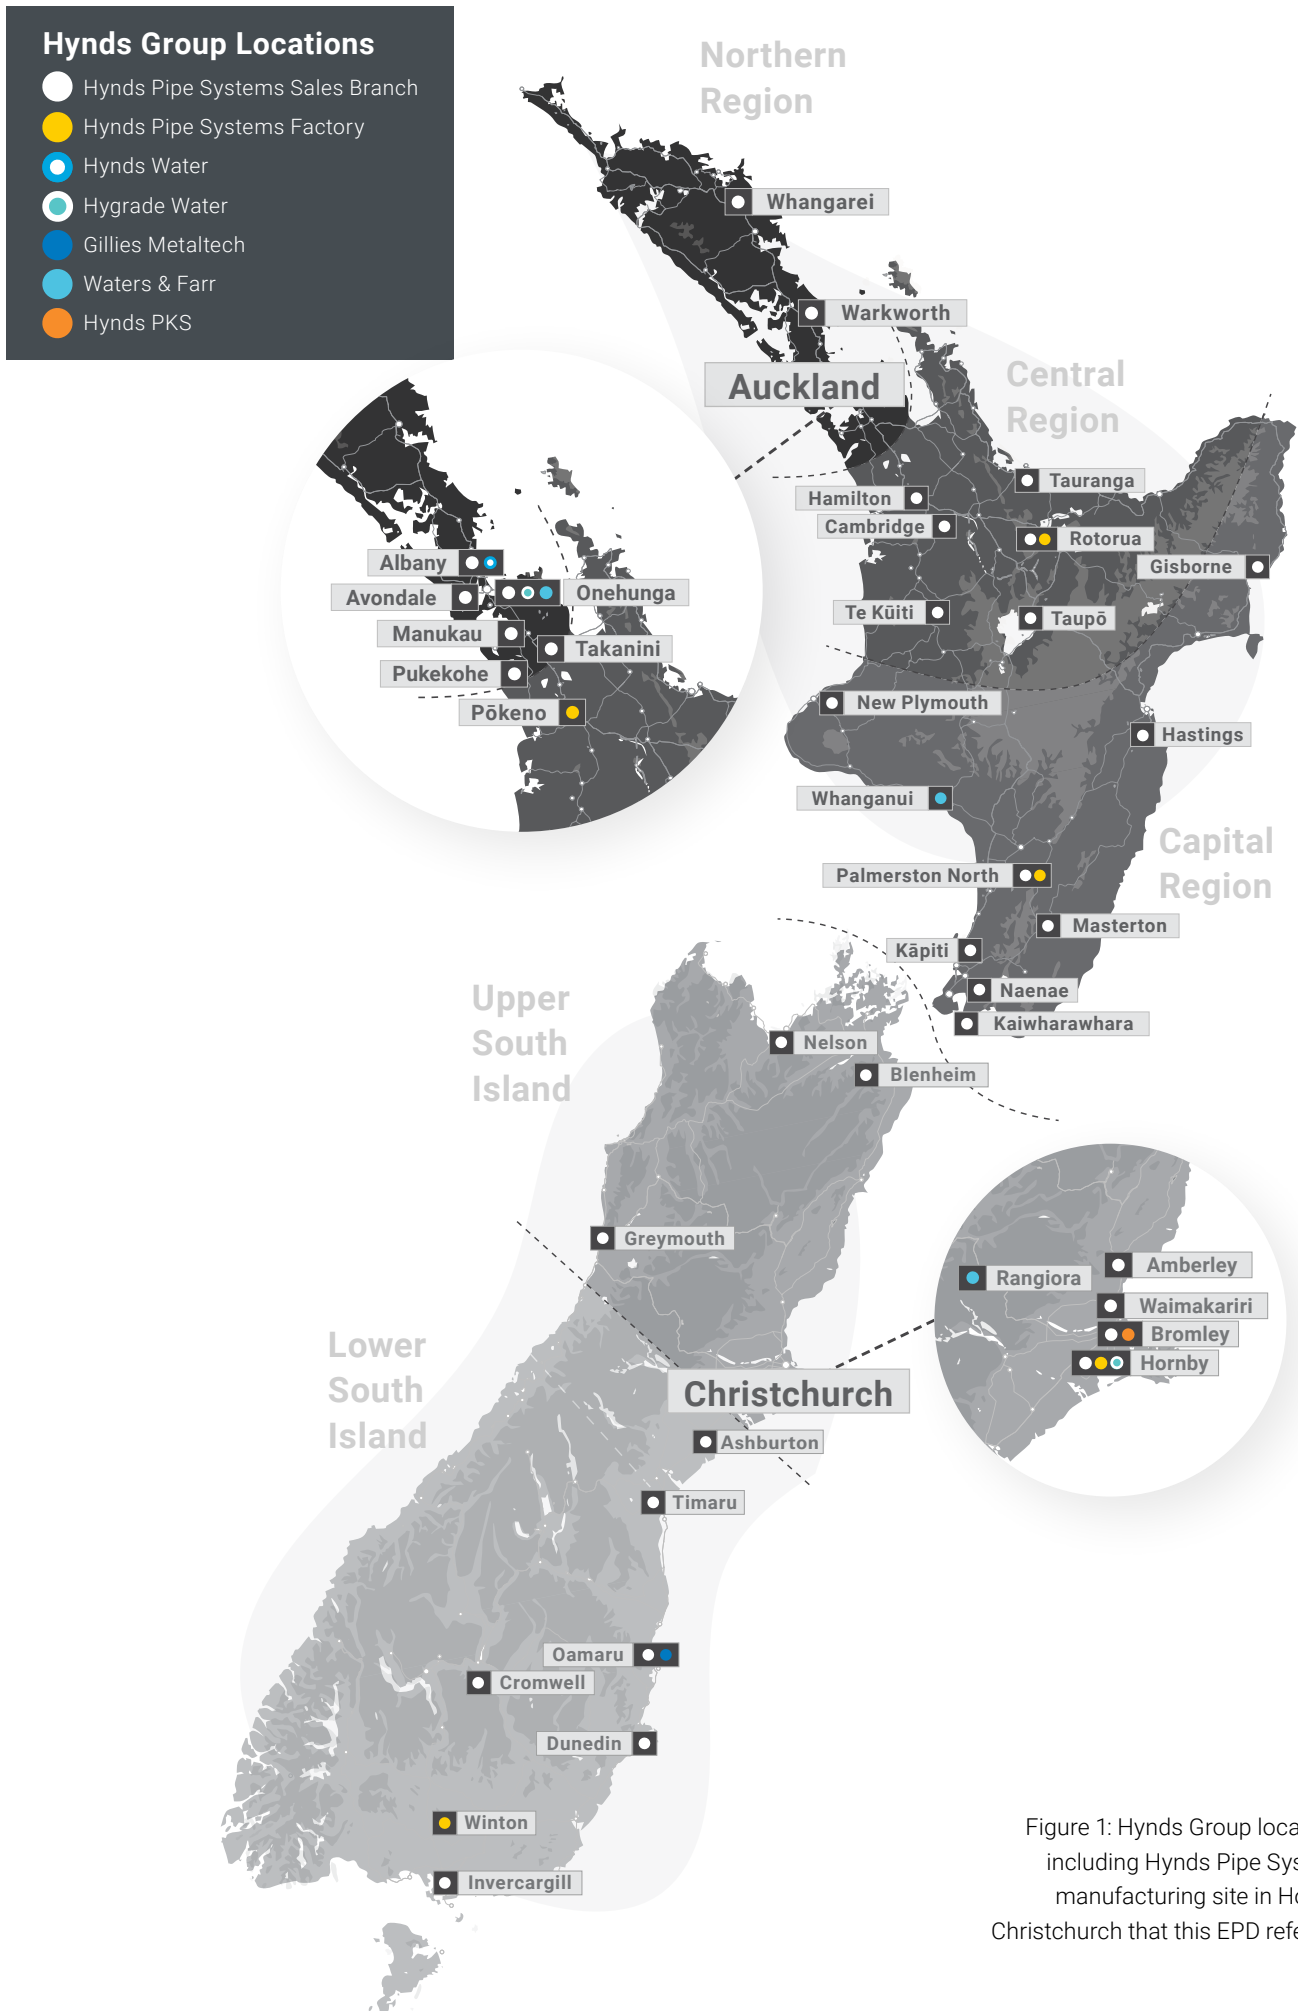 Hynds Group Locations
Hynds Pipe Systems Sales Branch
Hynds Pipe Systems Factory
Hynds Water
Hygrade Water
Gillies Metaltech
Waters & Farr
Hynds PKS
Northern
Region
Whangarei
Warkworth
Auckland
Central
Region
Tauranga
Hamilton
Cambridge
Rotorua
Gisborne
Te Kūiti
Taupō
Albany
Avondale
Onehunga
Manukau
Takanini
Pukekohe
Pōkeno
New Plymouth
Hastings
Whanganui
Capital
Region
Palmerston North
Masterton
Kāpiti
Naenae
Kaiwharawhara
Upper
South
Island
Nelson
Blenheim
Greymouth
Amberley
Rangiora
Waimakariri
Bromley
Hornby
Lower
South
Island
Christchurch
Ashburton
Timaru
Oamaru
Cromwell
Dunedin
Winton
Invercargill
Figure 1: Hynds Group loca
including Hynds Pipe Sys
manufacturing site in Ho
Christchurch that this EPD refe